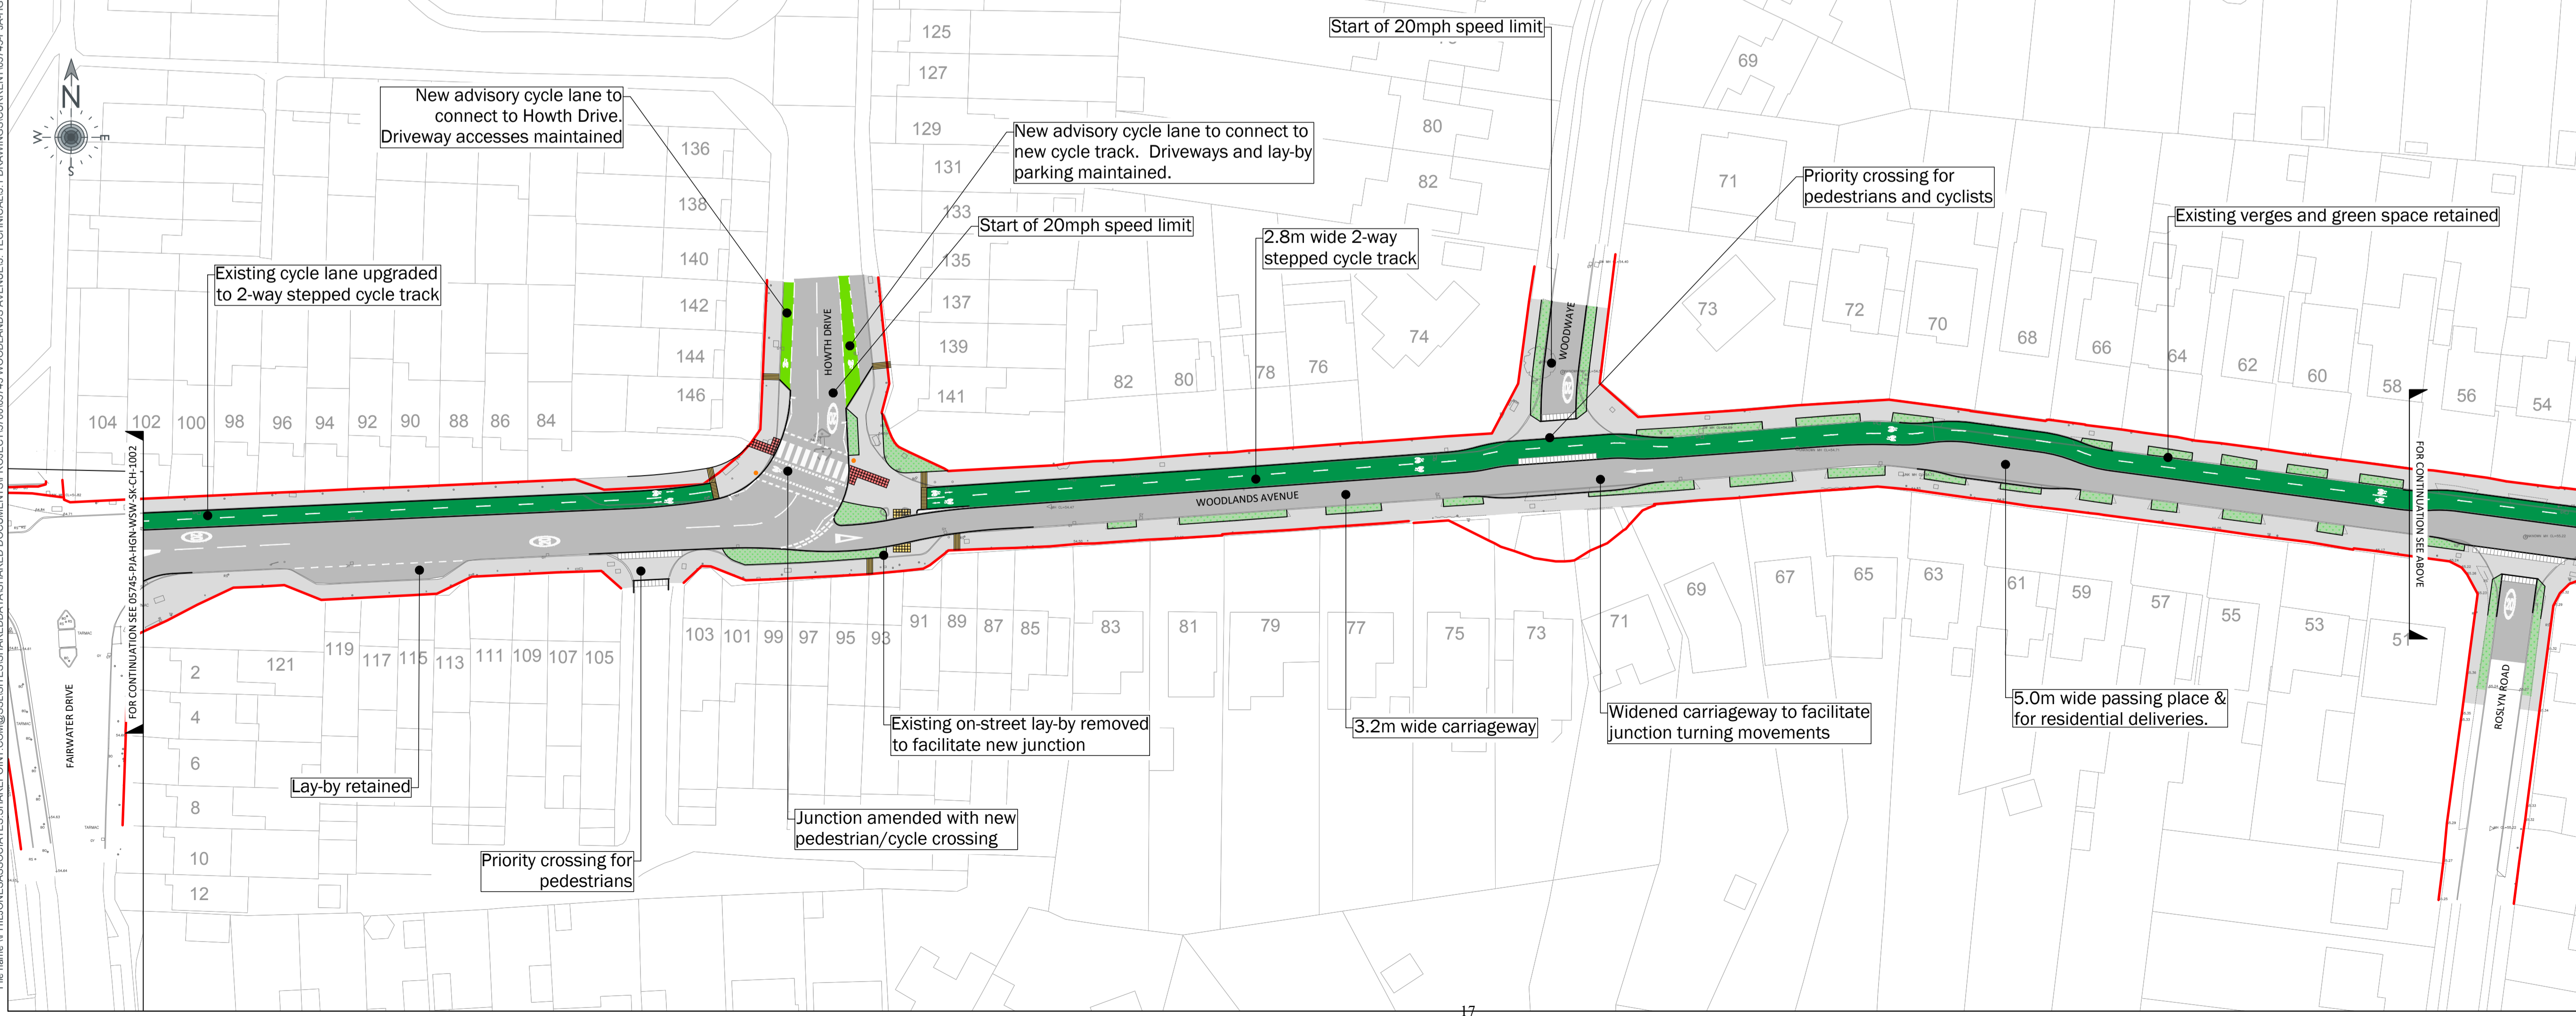 Start of 20mph speed limit
N
W
E
S
New advisory cycle lane to
connect to Howth Drive.
Driveway accesses maintained
New advisory cycle lane to connect to
new cycle track. Driveways and lay-by
parking maintained.
Priority crossing for
pedestrians and cyclists
Start of 20mph speed limit
Existing verges and green space retained
2.8m wide 2-way
stepped cycle track
Existing cycle lane upgraded
to 2-way stepped cycle track
HOWTH DRIVE
WOODWAYE
WOODLANDS AVENUE
FAIRWATER DRIVE
ROSLYN ROAD
FOR CONTINUATION SEE 05745-PJA-HGN-WSW-SK-CH-1002
FOR CONTINUATION SEE ABOVE
125
127
129
131
133
135
137
139
141
136
138
140
142
144
146
104
102
100
98
96
94
92
90
88
86
84
82
80
78
76
74
80
82
69
71
73
72
70
68
66
64
62
60
58
56
54
2
4
6
8
10
12
121
119
117
115
113
111
109
107
105
103
101
99
97
95
93
91
89
87
85
83
81
79
77
75
73
71
69
67
65
63
61
59
57
55
53
51
Existing on-street lay-by removed
to facilitate new junction
3.2m wide carriageway
Widened carriageway to facilitate
junction turning movements
5.0m wide passing place &
for residential deliveries.
Lay-by retained
Junction amended with new
pedestrian/cycle crossing
Priority crossing for
pedestrians
17